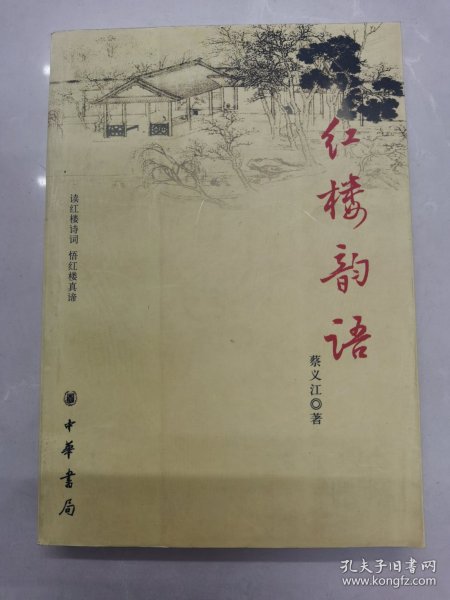 红楼韵语
蔡义江◎著
读红楼诗词 悟红楼真谛
中华書局
孔夫子旧书网
www.kongfz.com